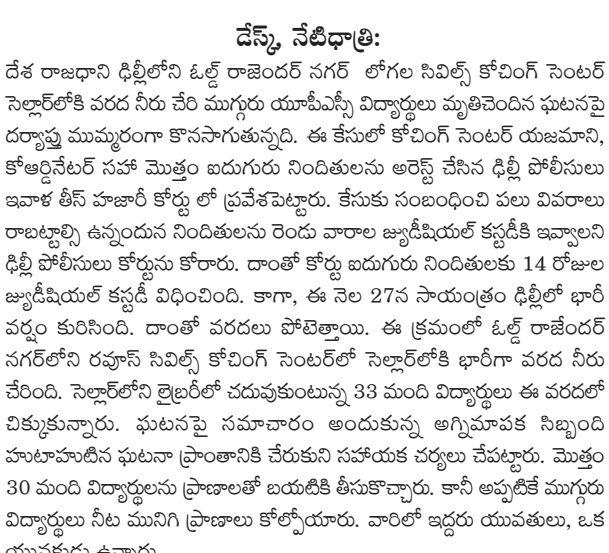 డేస్క్, నేటిధాత్రి:
దేశ రాజధాని ఢిల్లీలోని ఓల్డ్ రాజెందర్ నగర్ లోగల సివిల్స్ కోచింగ్ సెంటర్
సెల్లార్‌లోకి వరద నీరు చేరి ముగ్గురు యూపీఎస్సీ విద్యార్థులు మృతిచెందిన ఘటనపై
దర్యాప్తు ముమ్మరంగా కొనసాగుతున్నది. ఈ కేసులో కోచింగ్ సెంటర్ యజమాని,
కోఆర్డినేటర్ సహా మొత్తం ఐదుగురు నిందితులను అరెస్ట్ చేసిన ఢిల్లీ పోలీసులు
ఇవాళ తీస్ హజారీ కోర్టు లో ప్రవేశపెట్టారు. కేసుకు సంబంధించి పలు వివరాలు
రాబట్టాల్సి ఉన్నందున నిందితులను రెండు వారాల జ్యుడీషియల్ కస్టడీకి ఇవ్వాలని
ఢిల్లీ పోలీసులు కోర్టును కోరారు. దాంతో కోర్టు ఐదుగురు నిందితులకు 14 రోజుల
జ్యుడీషియల్ కస్టడీ విధించింది. కాగా, ఈ నెల 27న సాయంత్రం ఢిల్లీలో భారీ
వర్షం కురిసింది. దాంతో వరదలు పోటెత్తాయి. ఈ క్రమంలో ఓల్డ్ రాజేందర్
నగర్‌లోని రవూస్ సివిల్స్ కోచింగ్ సెంటర్‌లో సెల్లార్‌లోకి భారీగా వరద నీరు
చేరింది. సెల్లార్‌లోని లైబ్రరీలో చదువుకుంటున్న 33 మంది విద్యార్థులు ఈ వరదలో
చిక్కుకున్నారు. ఘటనపై సమాచారం అందుకున్న అగ్నిమాపక సిబ్బంది
హుటాహుటిన ఘటనా ప్రాంతానికి చేరుకుని సహాయక చర్యలు చేపట్టారు. మొత్తం
30 మంది విద్యార్థులను ప్రాణాలతో బయటికి తీసుకొచ్చారు. కానీ అప్పటికే ముగ్గురు
విద్యార్థులు నీట మునిగి ప్రాణాలు కోల్పోయారు. వారిలో ఇద్దరు యువతులు, ఒక